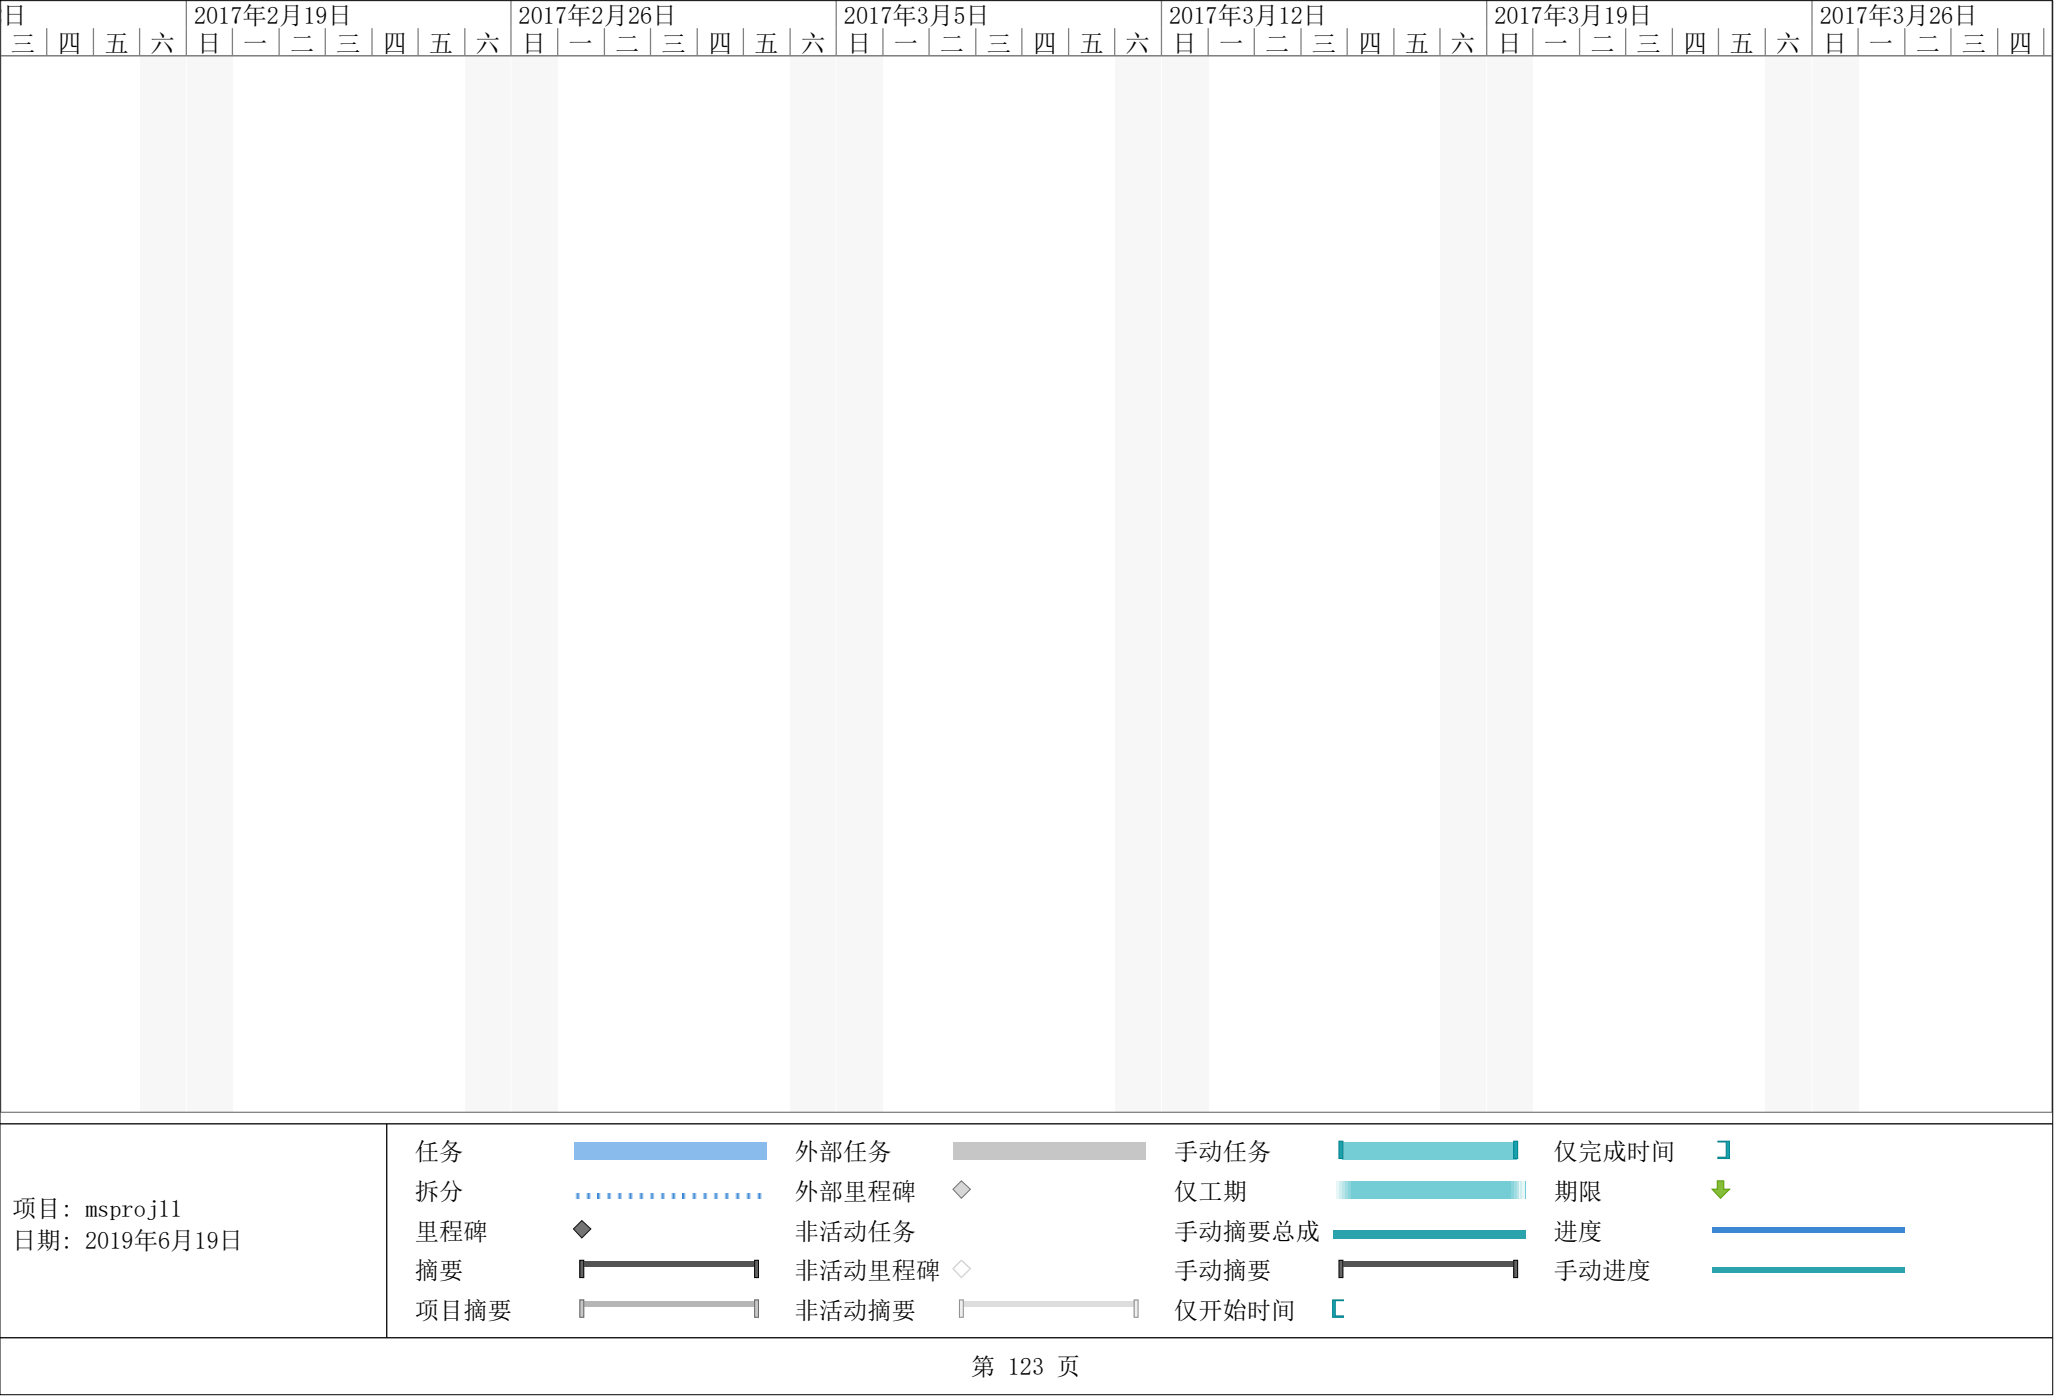 日 2017年2月19日 2017年2月26日 2017年3月5日 2017年3月12日 2017年3月19日 2017年3月26日
三 四 五 六 日 一 二 三 四 五 六 日 一 二 三 四 五 六 日 一 二 三 四 五 六 日 一 二 三 四 五 六 日 一 二 三 四 五 六 日 一 二 三 四
任务 外部任务 手动任务 仅完成时间
拆分 外部里程碑 仅工期 期限
项目: msproj11
里程碑 非活动任务 手动摘要总成 进度
日期: 2019年6月19日
摘要 非活动里程碑 手动摘要 手动进度
项目摘要 非活动摘要 仅开始时间
第 123 页